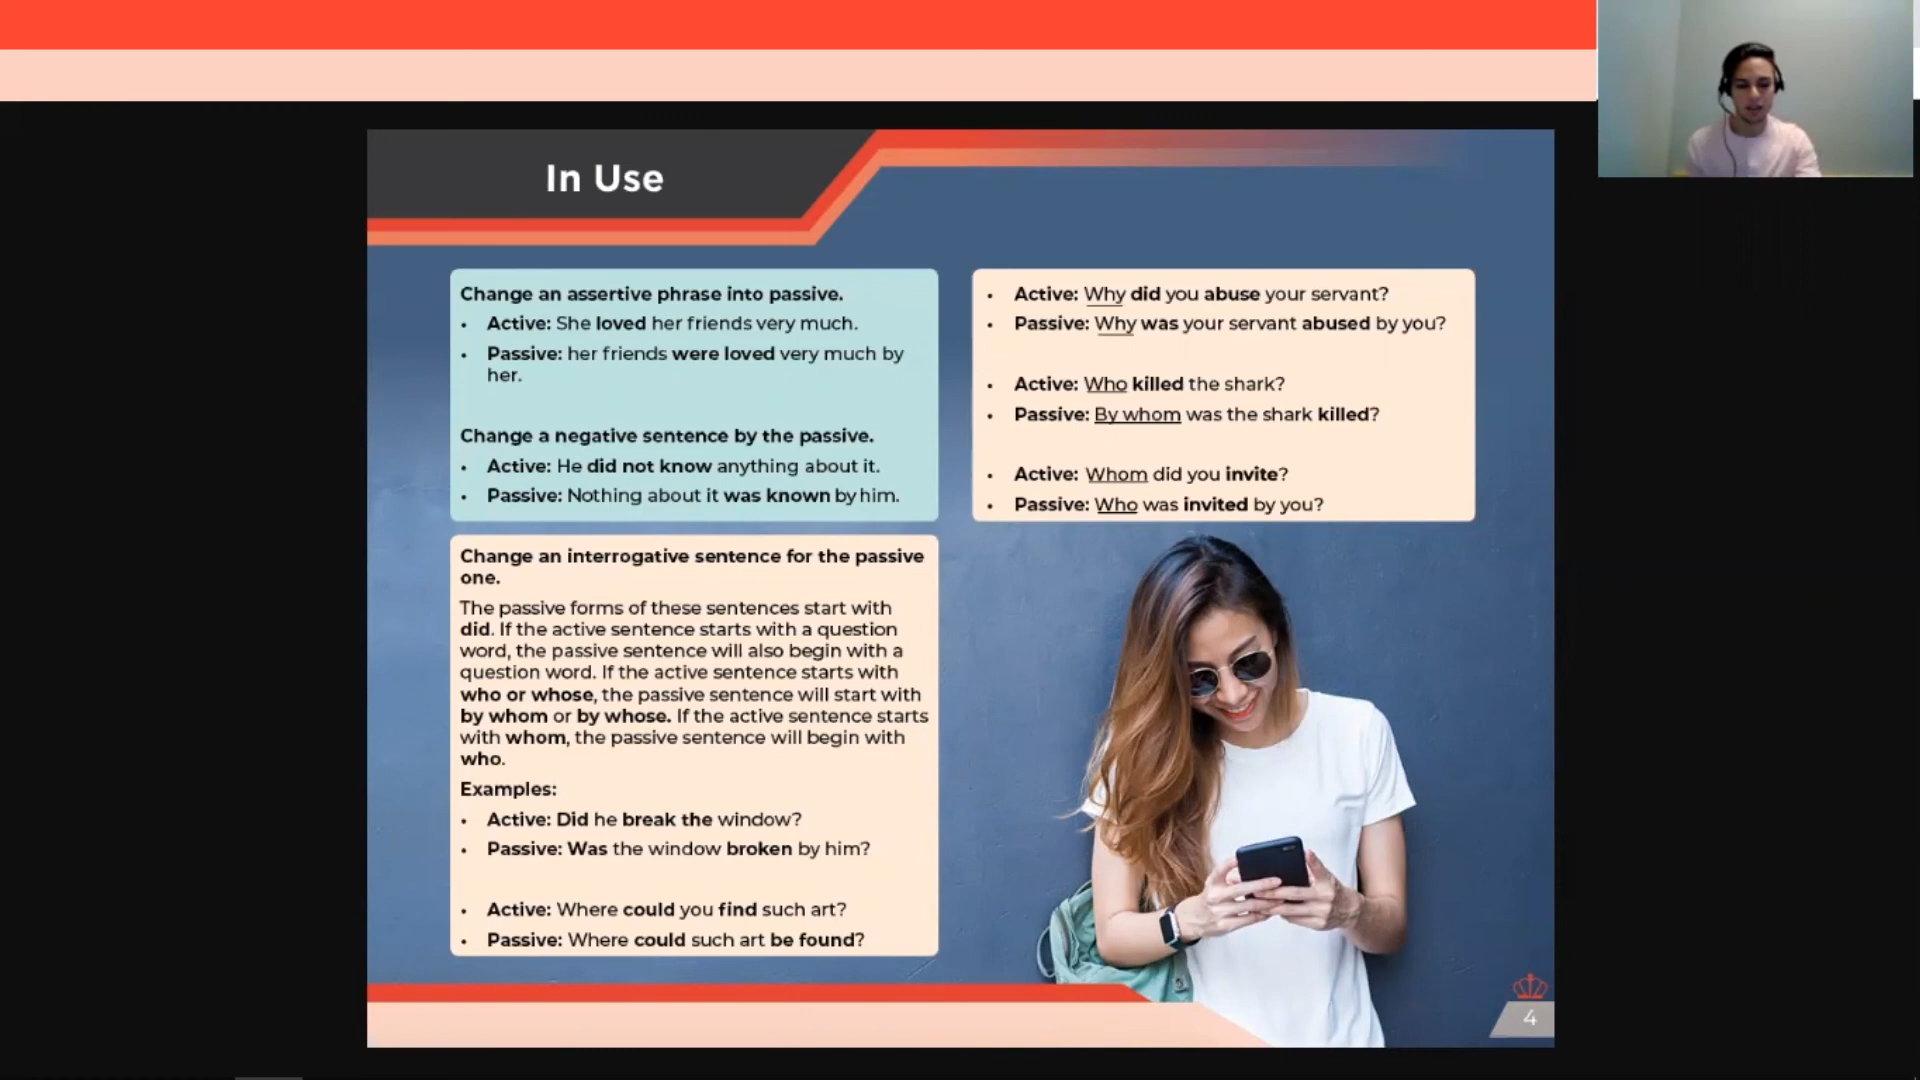 In Use
Change an assertive phrase into passive.
• Active: She loved her friends very much.
• Passive: her friends were loved very much by
her.
Change a negative sentence by the passive.
• Active: He did not know anything about it.
• Passive: Nothing about it was known by him.
Change an interrogative sentence for the passive
one.
The passive forms of these sentences start with
did. If the active sentence starts with a question
word, the passive sentence will also begin with a
question word. If the active sentence starts with
who or whose, the passive sentence will start with
by whom or by whose. If the active sentence starts
with whom, the passive sentence will begin with
who.
Examples:
• Active: Did he break the window?
• Passive: Was the window broken by him?
• Active: Where could you find such art?
• Passive: Where could such art be found?
• Active: Why did you abuse your servant?
• Passive: Why was your servant abused by you?
• Active: Who killed the shark?
• Passive: By whom was the shark killed?
• Active: Whom did you invite?
• Passive: Who was invited by you?
4